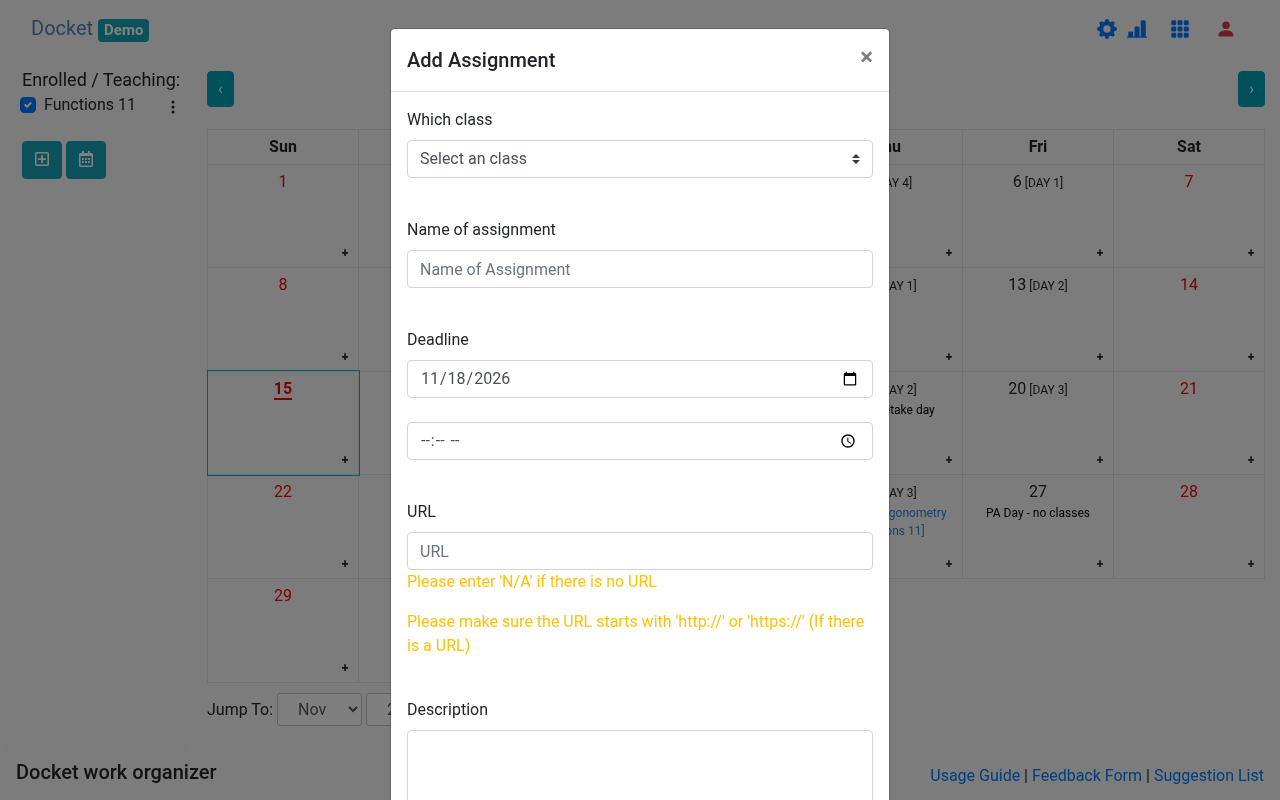 Docket Demo
Add Assignment
×
Enrolled / Teaching:
Functions 11
‹
›
Which class
Select an class
Sun
Fri
Sat
1
6 [DAY 1]
7
+
+
+
+
Name of assignment
Name of Assignment
8
13 [DAY 2]
14
+
+
+
+
Deadline
11/18/2026
--:-- --
15
20 [DAY 3]
21
day
+
+
+
+
URL
URL
Please enter 'N/A' if there is no URL
Please make sure the URL starts with 'http://' or 'https://' (If there
is a URL)
22
27
28
PA Day - no classes
11]
+
+
+
+
29
+
Description
Jump To:
Nov
Docket work organizer
Usage Guide | Feedback Form | Suggestion List